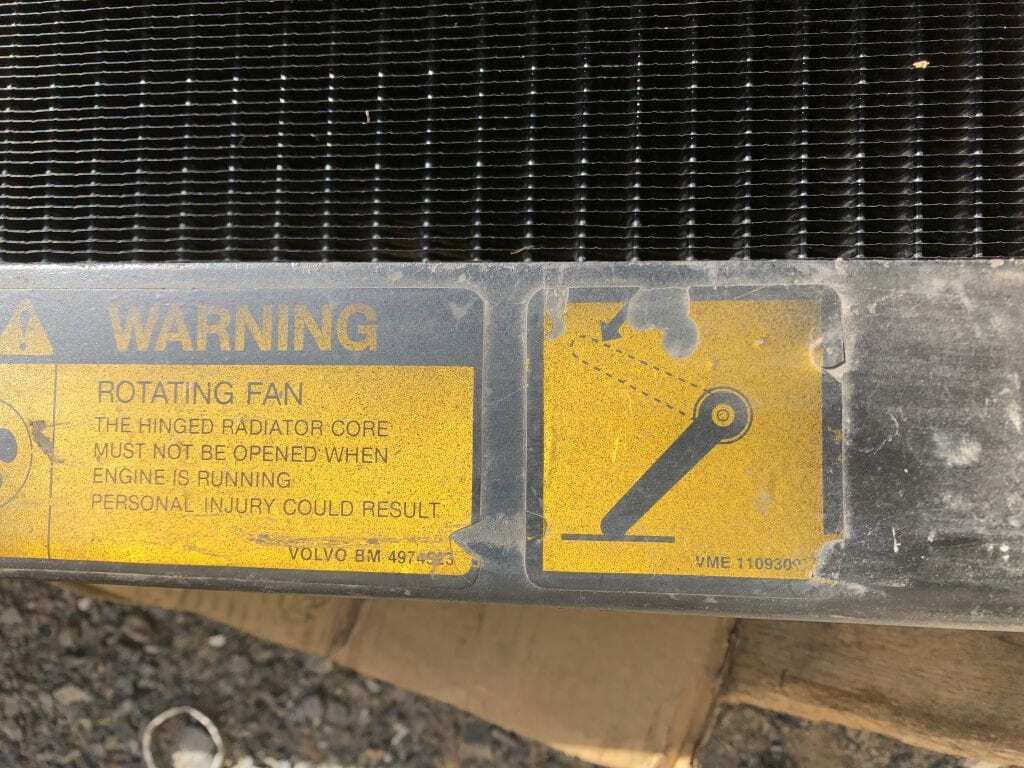 WARNING
ROTATING FAN
THE HINGED RADIATOR CORE
MUST NOT BE OPENED WHEN
ENGINE IS RUNNING
PERSONAL INJURY COULD RESULT
VOLVO BM
VME